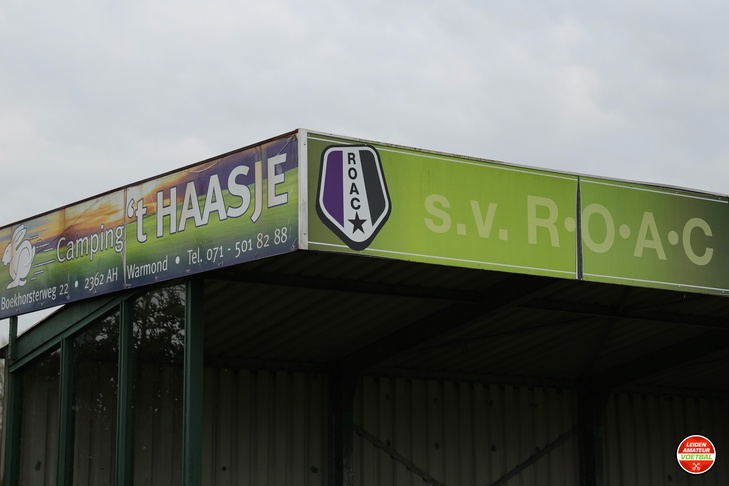 Camping 't HAASJE
Boekhorsterweg 22 • 2362 AH Warmond • Tel. 071 - 501 82 88
ROAC
s.v. R•O•A•C
LEIDEN
AMATEUR
VOETBAL